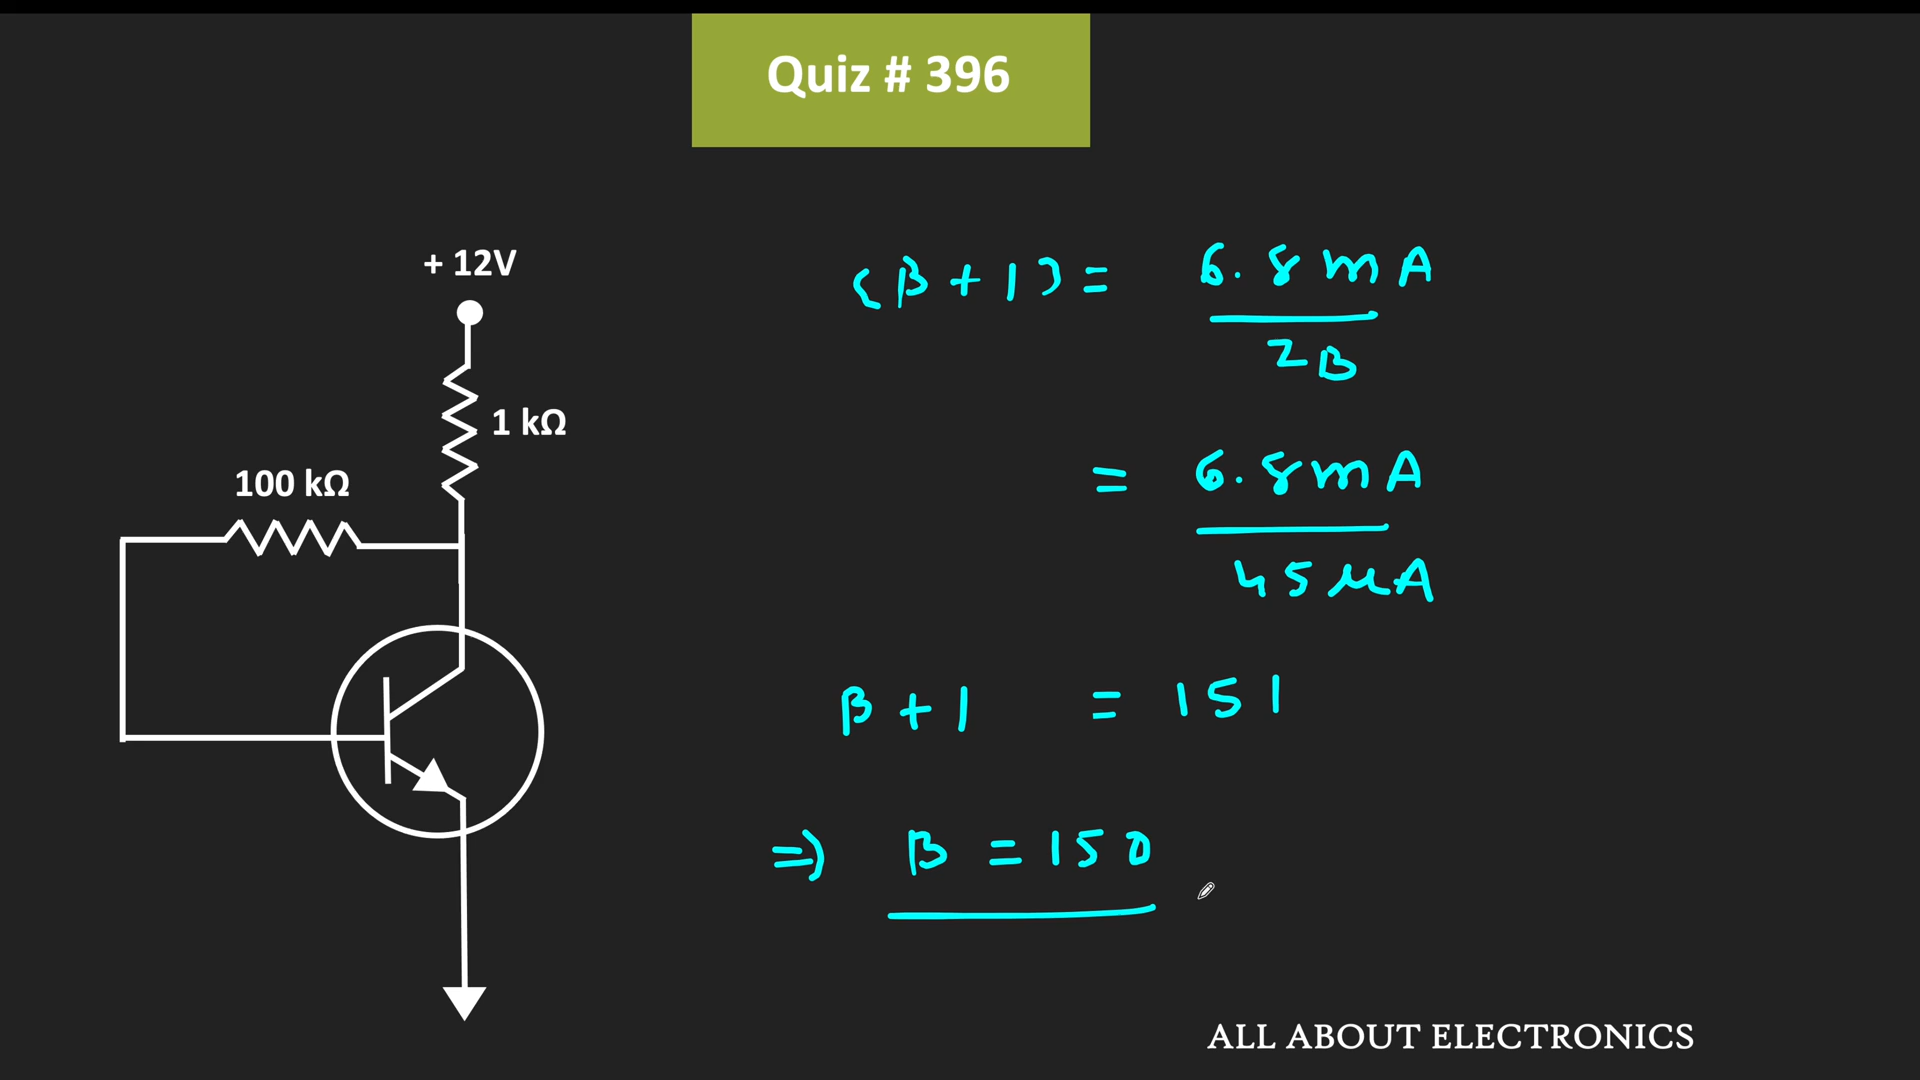 Quiz # 396
+ 12V
1 kΩ
100 kΩ
(β + 1) = 6.8 mA
IB
= 6.8 mA
45 μA
β + 1 = 151
⇒ β = 150
ALL ABOUT ELECTRONICS